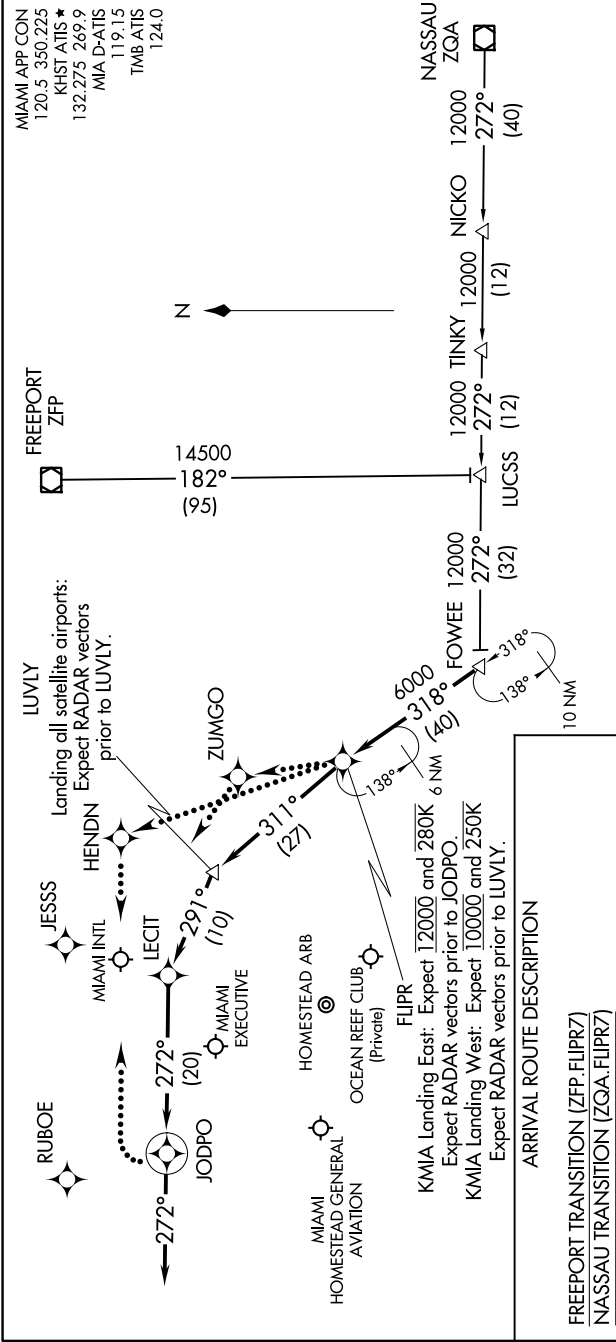 MIAMI APP CON
120.5 350.225
KHST ATIS ★
132.275 269.9
MIA D-ATIS
119.15
TMB ATIS
124.0
FREEPORT
ZFP
14500
182°
(95)
N
NASSAU
ZQA
12000
272°
(40)
NICKO
12000
(12)
TINKY
12000
272°
(12)
LUCSS
12000
272°
(32)
FOWEE
318°
138°
10 NM
6000
318°
(40)
138°
6 NM
LUVLY
Landing all satellite airports:
Expect RADAR vectors
prior to LUVLY.
ZUMGO
HENDN
311°
(27)
JESSS
MIAMI INTL
LECIT
291°
(10)
MIAMI
EXECUTIVE
272°
(20)
RUBOE
JODPO
272°
HOMESTEAD ARB
OCEAN REEF CLUB
(Private)
MIAMI
HOMESTEAD GENERAL
AVIATION
FLIPR
KMIA Landing East: Expect 12000 and 280K
Expect RADAR vectors prior to JODPO.
KMIA Landing West: Expect 10000 and 250K
Expect RADAR vectors prior to LUVLY.
ARRIVAL ROUTE DESCRIPTION
FREEPORT TRANSITION (ZFP.FLIPR7)
NASSAU TRANSITION (ZQA.FLIPR7)